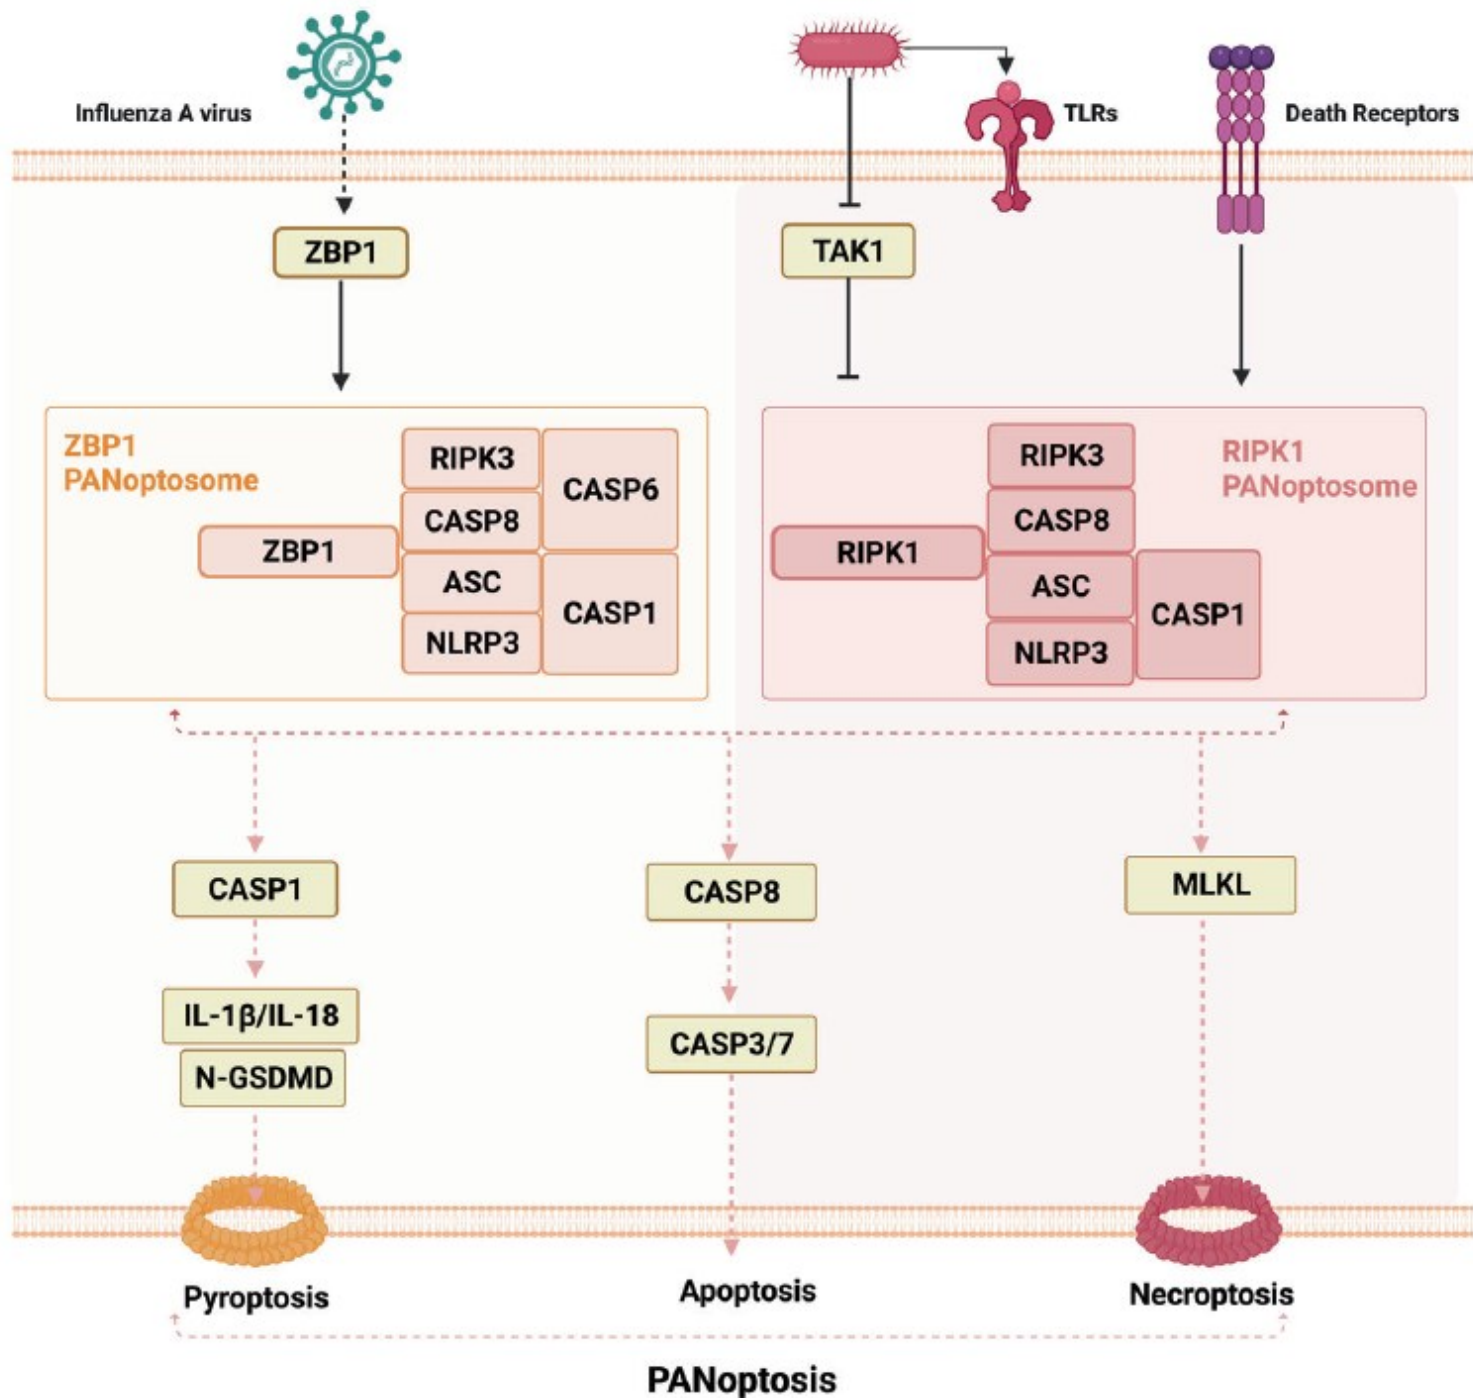 Influenza A virus
TLRs
Death Receptors
ZBP1
TAK1
ZBP1
PANoptosome
RIPK3
CASP6
CASP8
ZBP1
ASC
CASP1
NLRP3
RIPK3
RIPK1
PANoptosome
CASP8
RIPK1
ASC
CASP1
NLRP3
CASP1
CASP8
MLKL
IL-1β/IL-18
CASP3/7
N-GSDMD
Pyroptosis
Apoptosis
Necroptosis
PANoptosis